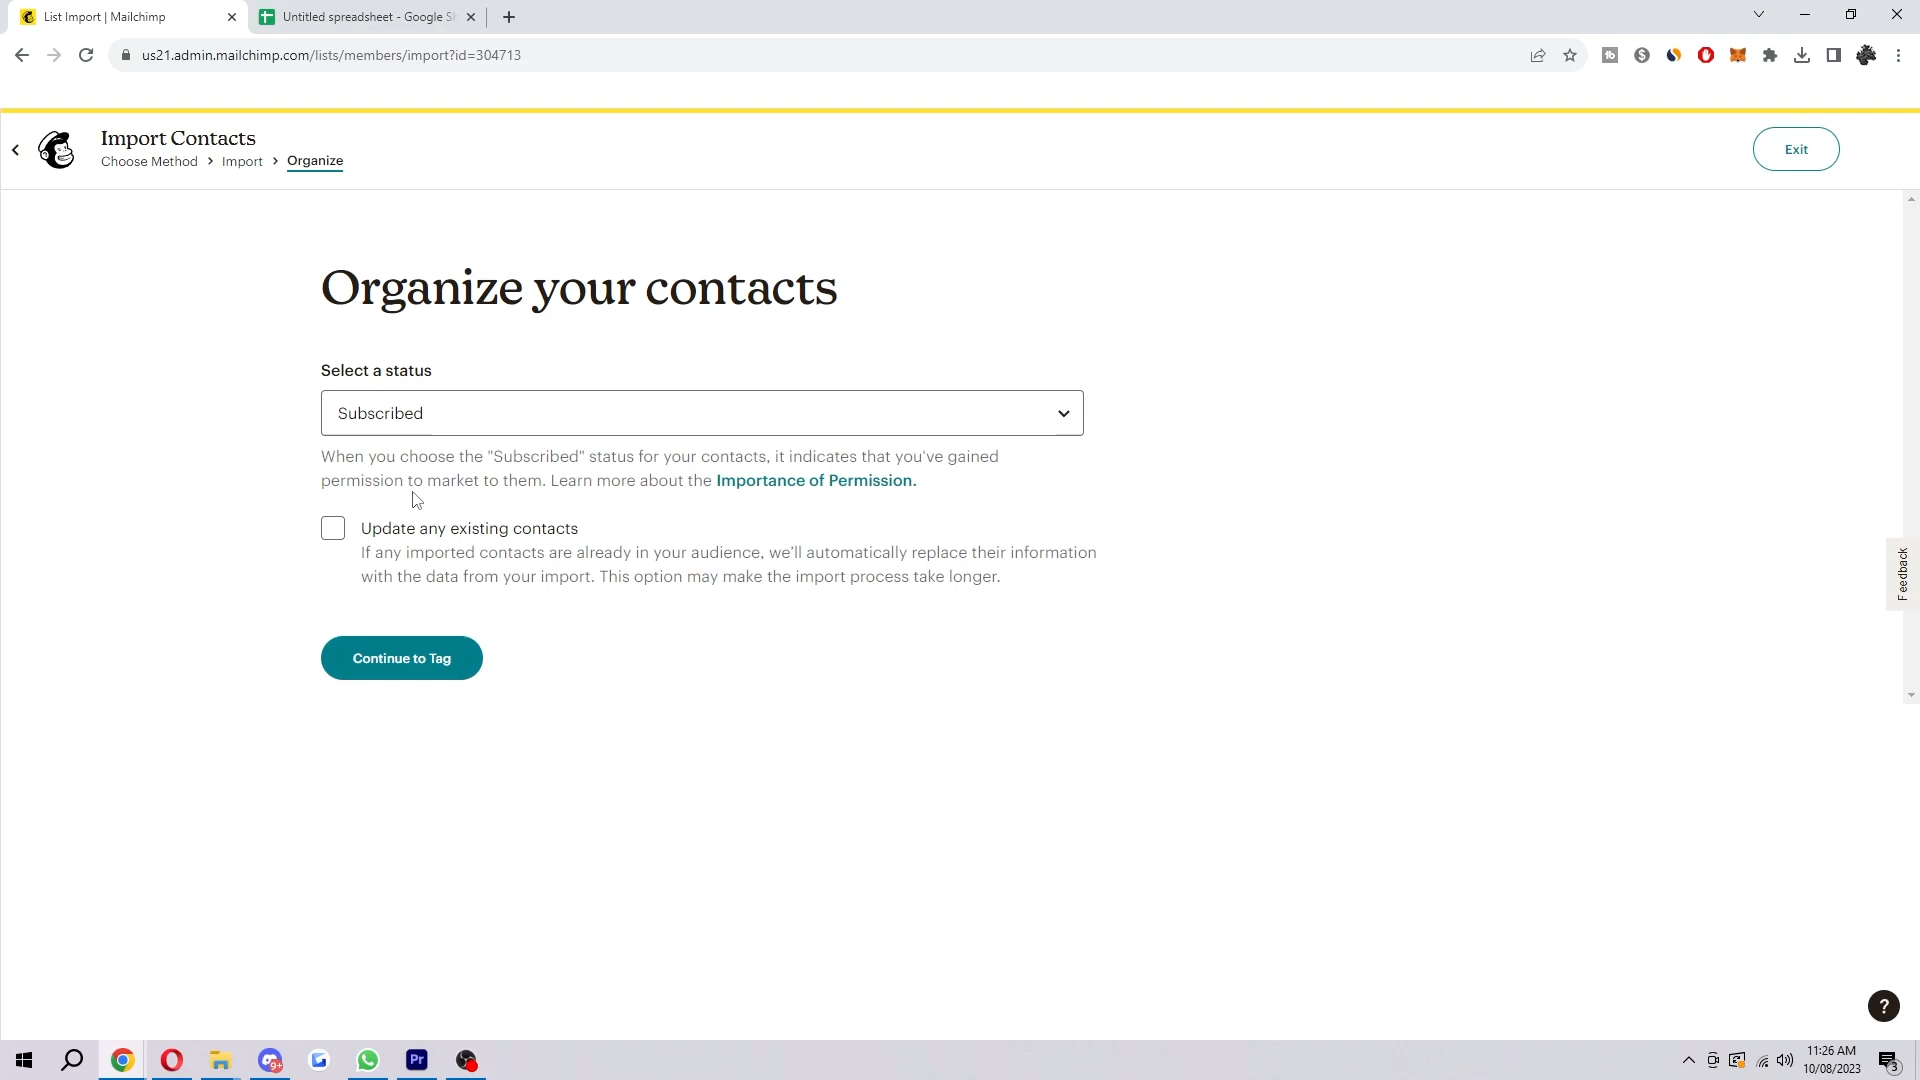 List Import | Mailchimp
Untitled spreadsheet - Google Sh
us21.admin.mailchimp.com/lists/members/import?id=304713
Import Contacts
Choose Method > Import > Organize
Exit
Organize your contacts
Select a status
Subscribed
When you choose the "Subscribed" status for your contacts, it indicates that you've gained
permission to market to them. Learn more about the Importance of Permission.
Update any existing contacts
If any imported contacts are already in your audience, we'll automatically replace their information
with the data from your import. This option may make the import process take longer.
Continue to Tag
Feedback
?
9+
Pr
11:26 AM
10/08/2023
3